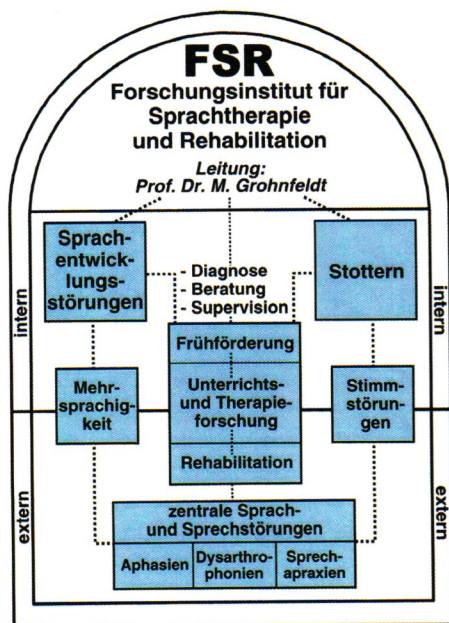 FSR
Forschungsinstitut für
Sprachtherapie
und Rehabilitation
Leitung:
Prof. Dr. M. Grohnfeldt
intern
intern
Sprach-
entwick-
lungs-
störungen
- Diagnose
- Beratung
- Supervision
Stottern
Frühförderung
Mehr-
sprachig-
keit
Unterrichts-
und Therapie-
forschung
Stimm-
störun-
gen
Rehabilitation
extern
extern
zentrale Sprach-
und Sprechstörungen
Aphasien
Dysarthro-
phonien
Sprech-
apraxien